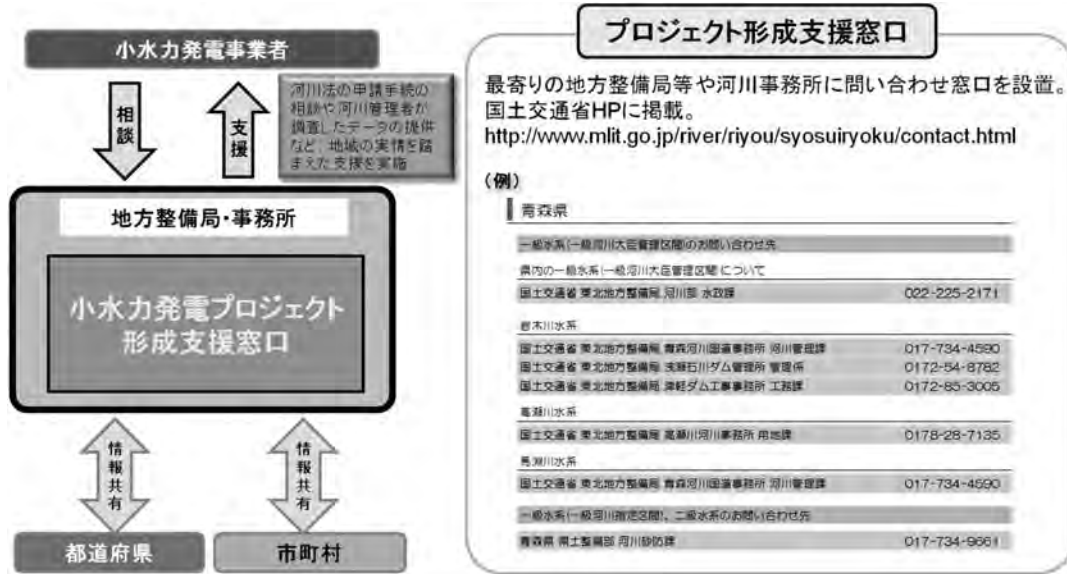 小水力発電事業者
相談
支援
河川法の申請手続の
相談や河川管理者が
調査したデータの提供
など、地域の実情を踏
まえた支援を実施
地方整備局・事務所
小水力発電プロジェクト
形成支援窓口
情報共有
情報共有
都道府県
市町村
プロジェクト形成支援窓口
最寄りの地方整備局等や河川事務所に問い合わせ窓口を設置。
国土交通省HPに掲載。
http://www.mlit.go.jp/river/riyou/syosuiryoku/contact.html
（例）
青森県
一級水系(一級河川大臣管理区間)のお問い合わせ先
県内の一級水系(一級河川大臣管理区間)について
国土交通省 東北地方整備局 河川部 水政課 022-225-2171
岩木川水系
国土交通省 東北地方整備局 青森河川国道事務所 河川管理課 017-734-4590
国土交通省 東北地方整備局 浅瀬石川ダム管理所 管理係 0172-54-8782
国土交通省 東北地方整備局 津軽ダム工事事務所 工務課 0172-85-3005
高瀬川水系
国土交通省 東北地方整備局 高瀬川河川事務所 用地課 0178-28-7135
馬淵川水系
国土交通省 東北地方整備局 青森河川国道事務所 河川管理課 017-734-4590
一級水系(一級河川指定区間)、二級水系のお問い合わせ先
青森県 県土整備部 河川砂防課 017-734-9661